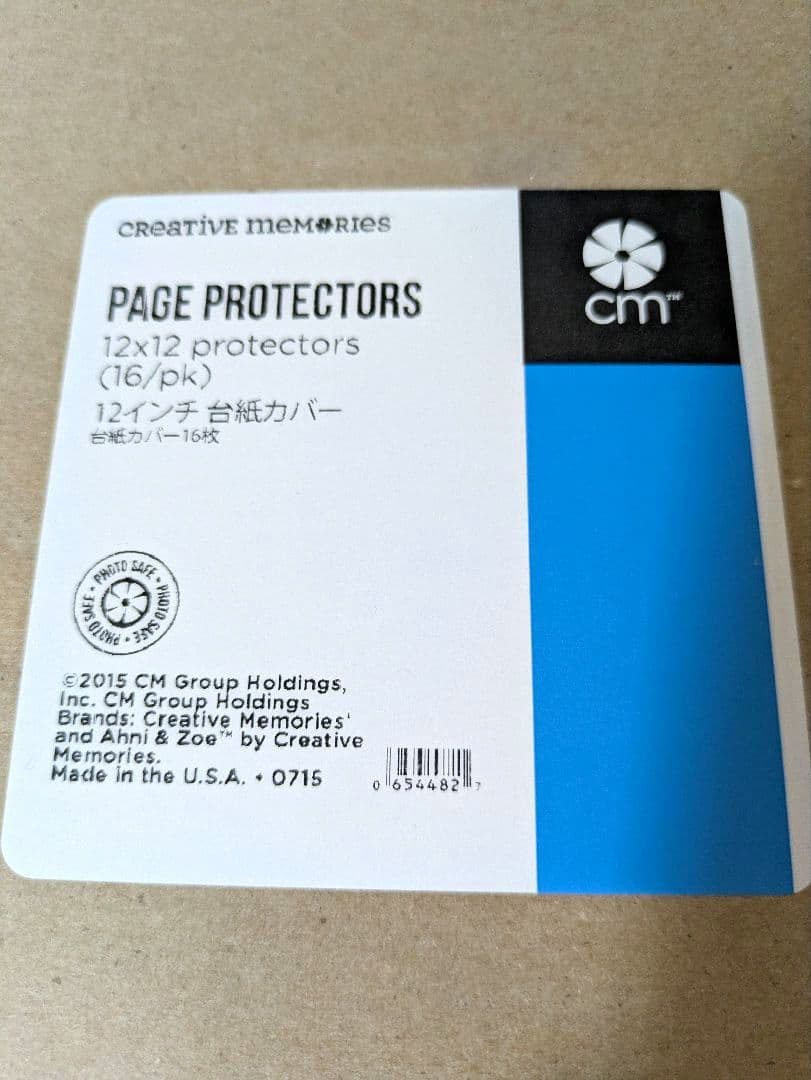 CREATIVE MEMORIES
cm™
PAGE PROTECTORS
12x12 protectors
(16/pk)
12インチ 台紙カバー
台紙カバー16枚
PHOTO SAFE • PHOTO SAFE • PHOTO SAFE •
©2015 CM Group Holdings,
Inc. CM Group Holdings
Brands: Creative Memories'
and Ahni & Zoe™ by Creative
Memories.
Made in the U.S.A. • 0715
0 654482 7